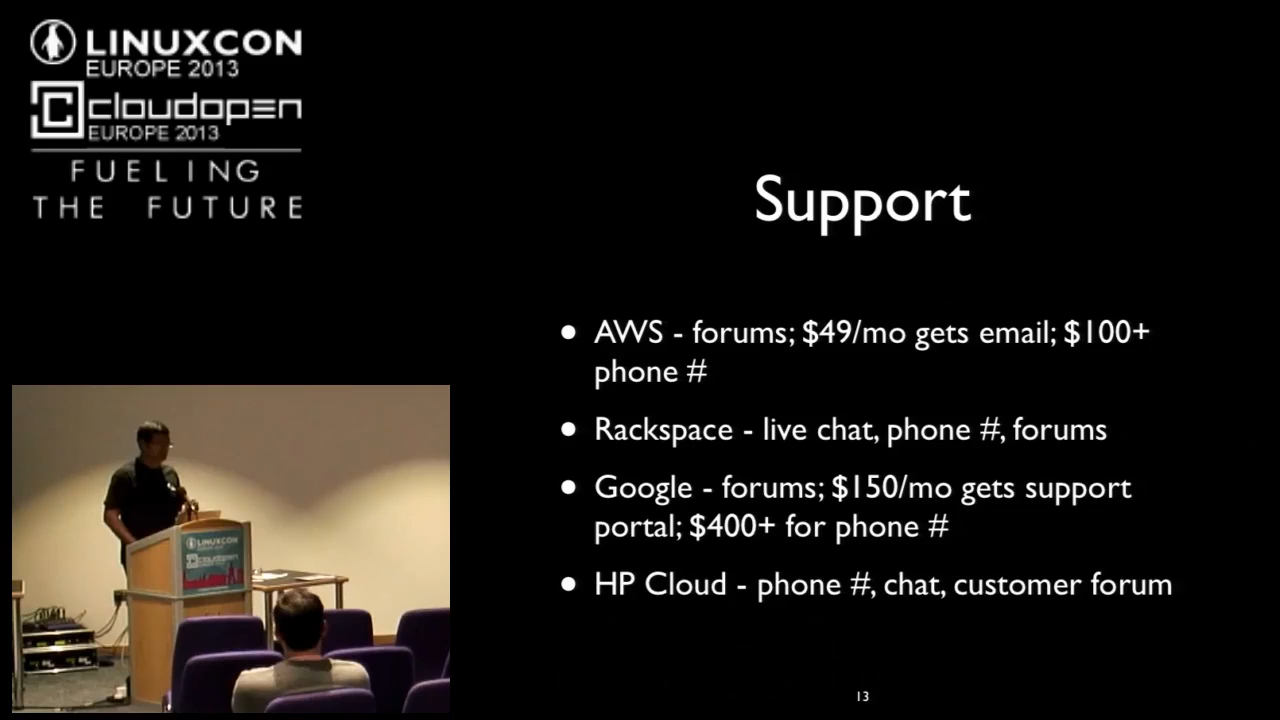 LINUXCON
EUROPE 2013
cloudopen
EUROPE 2013
FUELING
THE FUTURE
Support
• AWS - forums; $49/mo gets email; $100+
phone #
• Rackspace - live chat, phone #, forums
• Google - forums; $150/mo gets support
portal; $400+ for phone #
• HP Cloud - phone #, chat, customer forum
LINUXCON
cloudopen
13